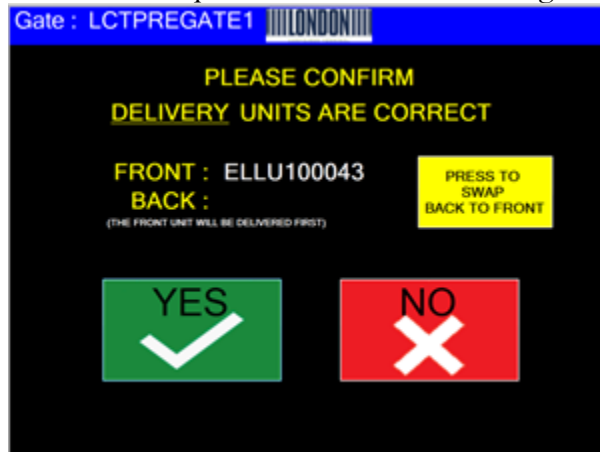 Gate : LCTPREGATE1 LONDON
PLEASE CONFIRM
DELIVERY UNITS ARE CORRECT
FRONT : ELLU100043
BACK :
(THE FRONT UNIT WILL BE DELIVERED FIRST)
PRESS TO
SWAP
BACK TO FRONT
YES
NO